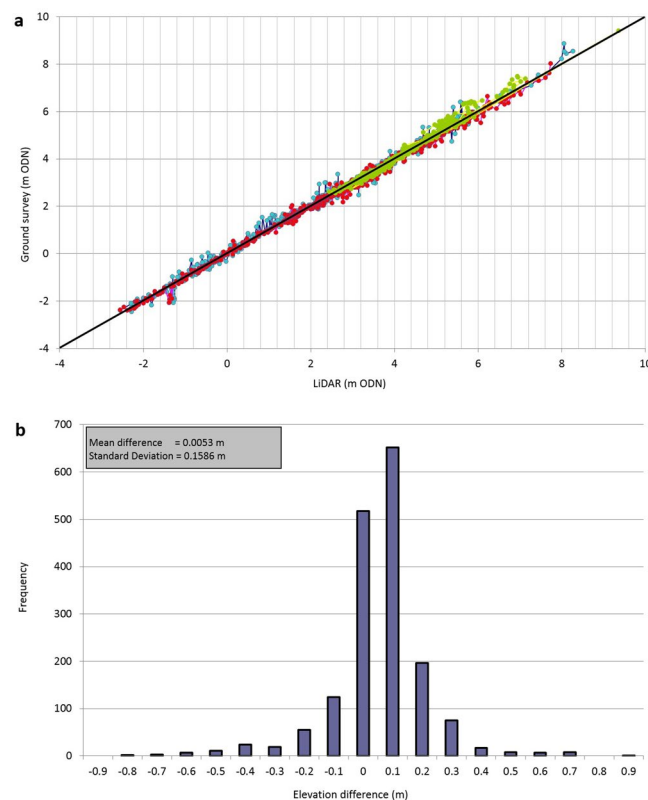 a
10
8
6
4
2
0
-2
-4
Ground survey (m ODN)
-4 -2 0 2 4 6 8 10
LiDAR (m ODN)
b
700
600
500
400
300
200
100
0
Frequency
Mean difference = 0.0053 m
Standard Deviation = 0.1586 m
-0.9 -0.8 -0.7 -0.6 -0.5 -0.4 -0.3 -0.2 -0.1 0 0.1 0.2 0.3 0.4 0.5 0.6 0.7 0.8 0.9
Elevation difference (m)